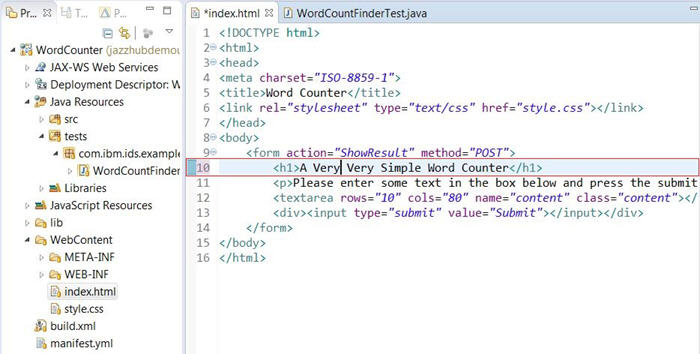 Pr...
T...
P...
WordCounter (jazzhubdemou
JAX-WS Web Services
Deployment Descriptor: W
Java Resources
src
tests
com.ibm.ids.example
WordCountFinder
Libraries
JavaScript Resources
lib
WebContent
META-INF
WEB-INF
index.html
style.css
build.xml
manifest.yml
*index.html
WordCountFinderTest.java
1 <!DOCTYPE html>
2 <html>
3 <head>
4 <meta charset="ISO-8859-1">
5 <title>Word Counter</title>
6 <link rel="stylesheet" type="text/css" href="style.css"></link>
7 </head>
8 <body>
9 <form action="ShowResult" method="POST">
10 <h1>A Very Very Simple Word Counter</h1>
11 <p>Please enter some text in the box below and press the submit
12 <textarea rows="10" cols="80" name="content" class="content"></
13 <div><input type="submit" value="Submit"></input></div>
14 </form>
15 </body>
16 </html>